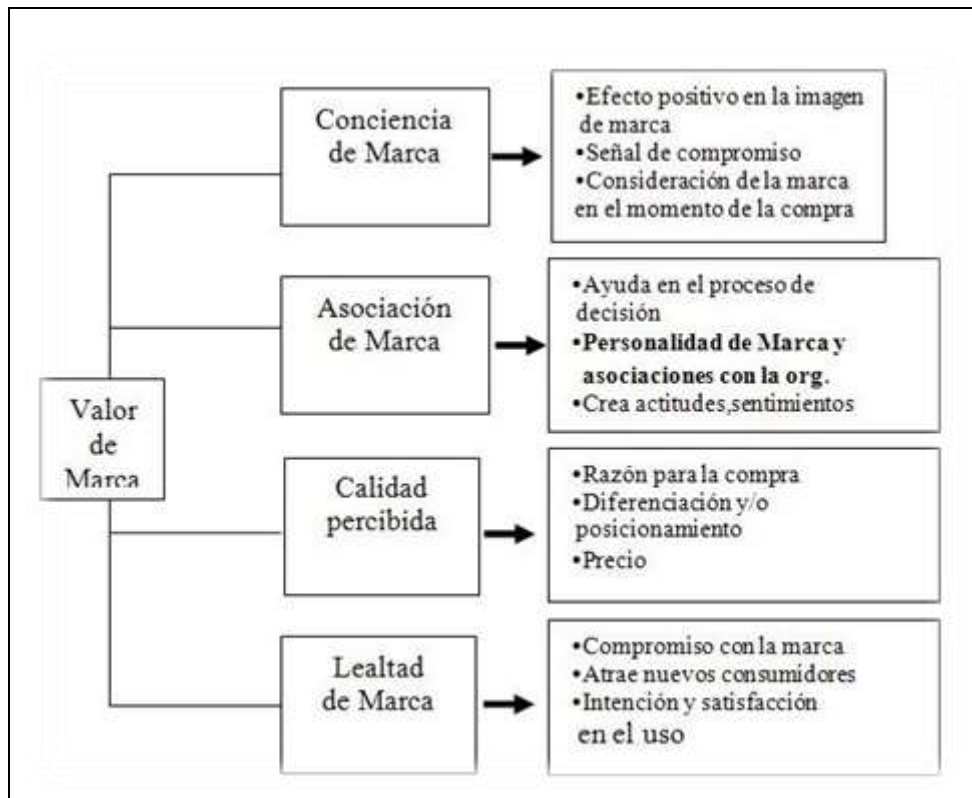 Conciencia
de Marca
•Efecto positivo en la imagen
de marca
•Señal de compromiso
•Consideración de la marca
en el momento de la compra
Asociación
de Marca
•Ayuda en el proceso de
decisión
•Personalidad de Marca y
asociaciones con la org.
•Crea actitudes,sentimientos
Valor
de
Marca
Calidad
percibida
•Razón para la compra
•Diferenciación y/o
posicionamiento
•Precio
Lealtad
de Marca
•Compromiso con la marca
•Atrae nuevos consumidores
•Intención y satisfacción
en el uso